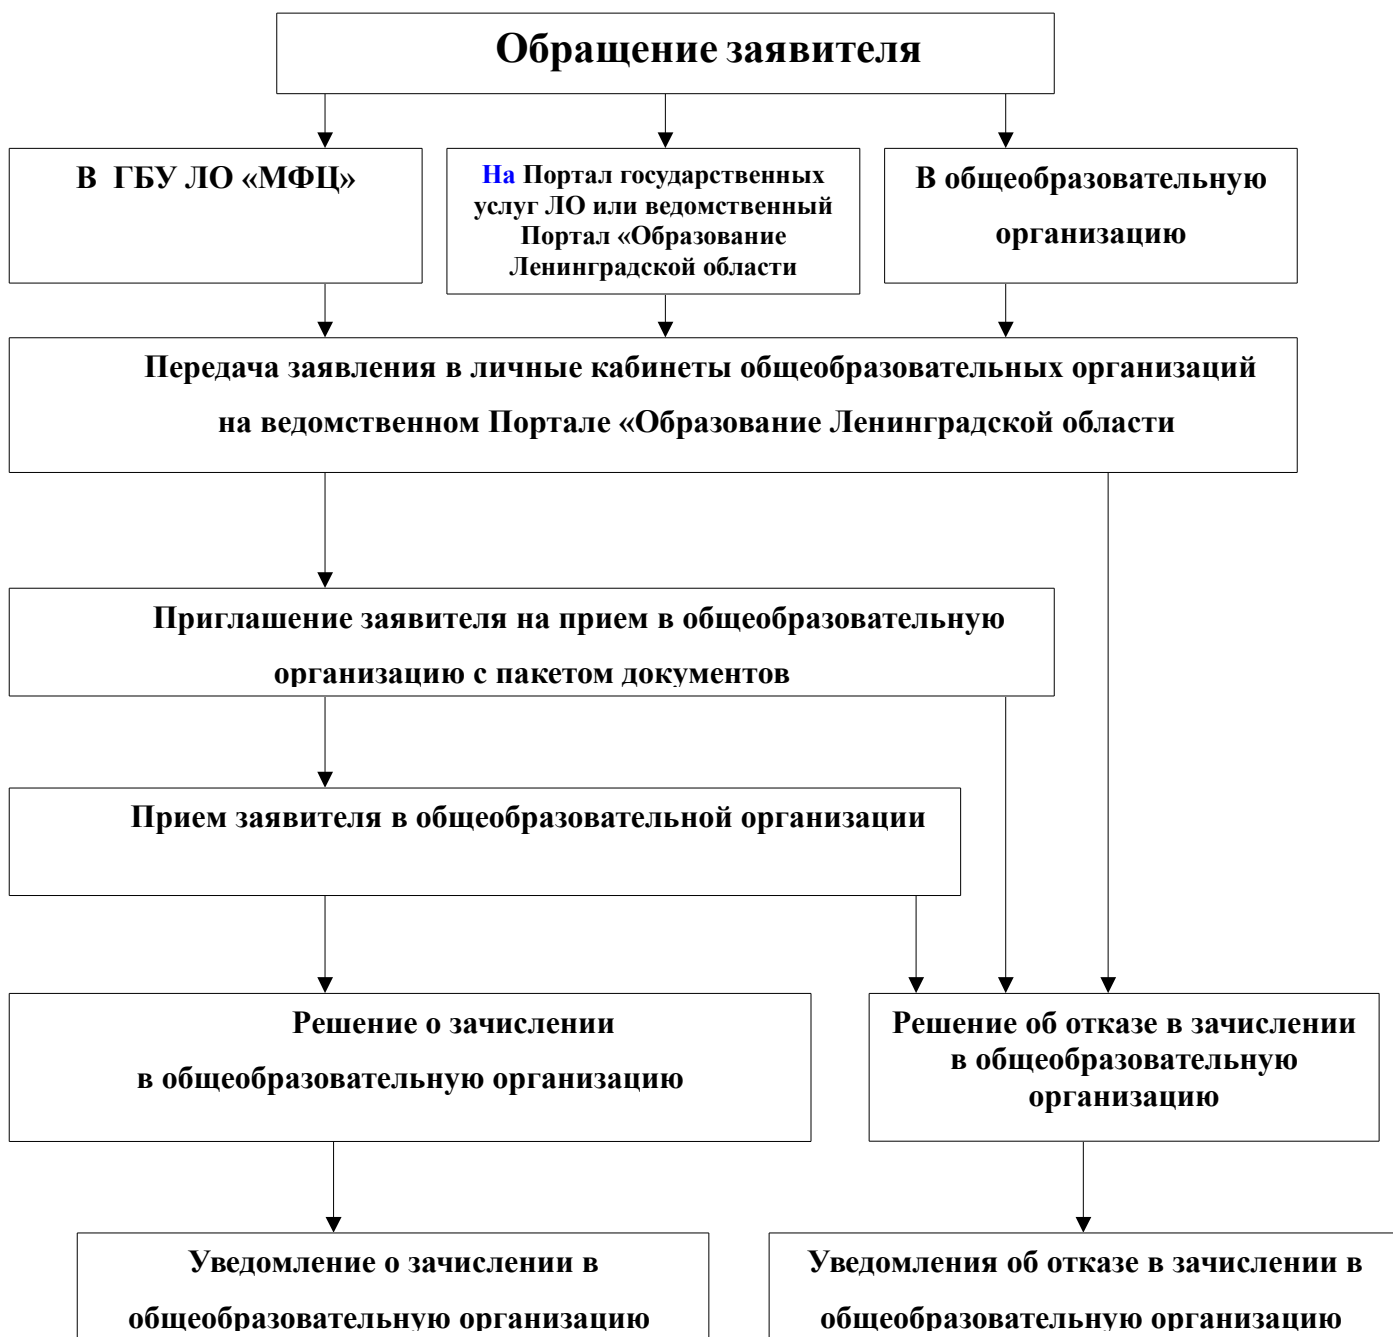 Обращение заявителя
В ГБУ ЛО «МФЦ»
На Портал государственных
услуг ЛО или ведомственный
Портал «Образование
Ленинградской области
В общеобразовательную
организацию
Передача заявления в личные кабинеты общеобразовательных организаций
на ведомственном Портале «Образование Ленинградской области
Приглашение заявителя на прием в общеобразовательную
организацию с пакетом документов
Прием заявителя в общеобразовательной организации
Решение о зачислении
в общеобразовательную организацию
Решение об отказе в зачислении
в общеобразовательную
организацию
Уведомление о зачислении в
общеобразовательную организацию
Уведомления об отказе в зачислении в
общеобразовательную организацию